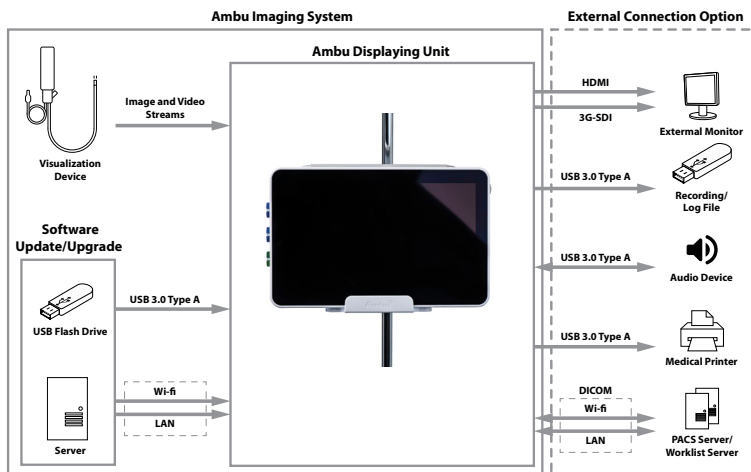 Ambu Imaging System
External Connection Option
Ambu Displaying Unit
Image and Video
Streams
Visualization
Device
Software
Update/Upgrade
USB Flash Drive
USB 3.0 Type A
Server
Wi-fi
LAN
HDMI
3G-SDI
External Monitor
USB 3.0 Type A
Recording/
Log File
USB 3.0 Type A
Audio Device
USB 3.0 Type A
Medical Printer
DICOM
Wi-fi
LAN
PACS Server/
Worklist Server